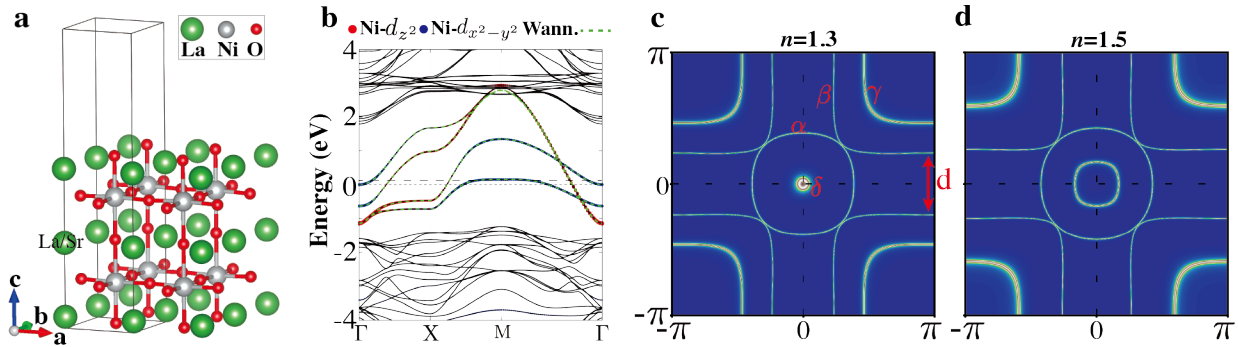 a
La Ni O
La/Sr
c
b
a
b
Ni-d_{z^2} Ni-d_{x^2-y^2} Wann.
Energy (eV)
4
2
0
-2
-4
Γ X M Γ
c
n=1.3
π
0
-π
β γ
α
δ
d
-π 0 π
d
n=1.5
π
0
-π
-π 0 π